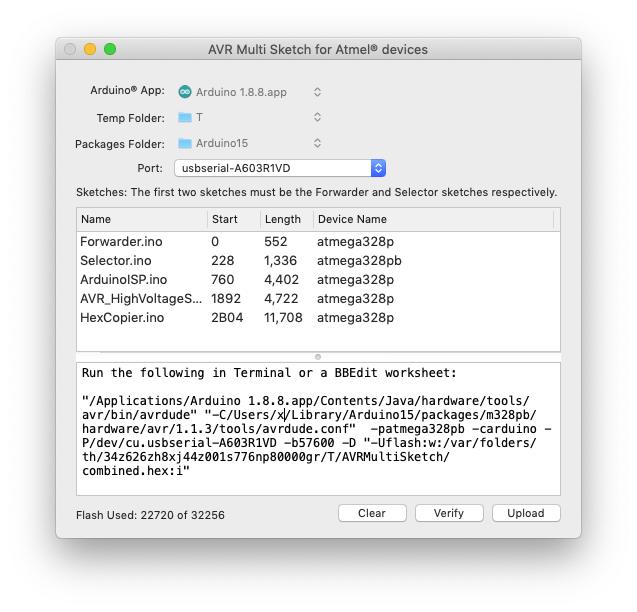 AVR Multi Sketch for Atmel® devices
Arduino® App: Arduino 1.8.8.app
Temp Folder: T
Packages Folder: Arduino15
Port: usbserial-A603R1VD
Sketches: The first two sketches must be the Forwarder and Selector sketches respectively.
Name Start Length Device Name
Forwarder.ino 0 552 atmega328p
Selector.ino 228 1,336 atmega328pb
ArduinoISP.ino 760 4,402 atmega328p
AVR_HighVoltageS... 1892 4,722 atmega328p
HexCopier.ino 2B04 11,708 atmega328p
Run the following in Terminal or a BBEdit worksheet:
"/Applications/Arduino 1.8.8.app/Contents/Java/hardware/tools/
avr/bin/avrdude" "-C/Users/x/Library/Arduino15/packages/m328pb/
hardware/avr/1.1.3/tools/avrdude.conf"  -patmega328pb -carduino -
P/dev/cu.usbserial-A603R1VD -b57600 -D "-Uflash:w:/var/folders/
th/34z626zh8xj44z001s776np80000gr/T/AVRMultiSketch/
combined.hex:i"
Flash Used: 22720 of 32256 Clear Verify Upload